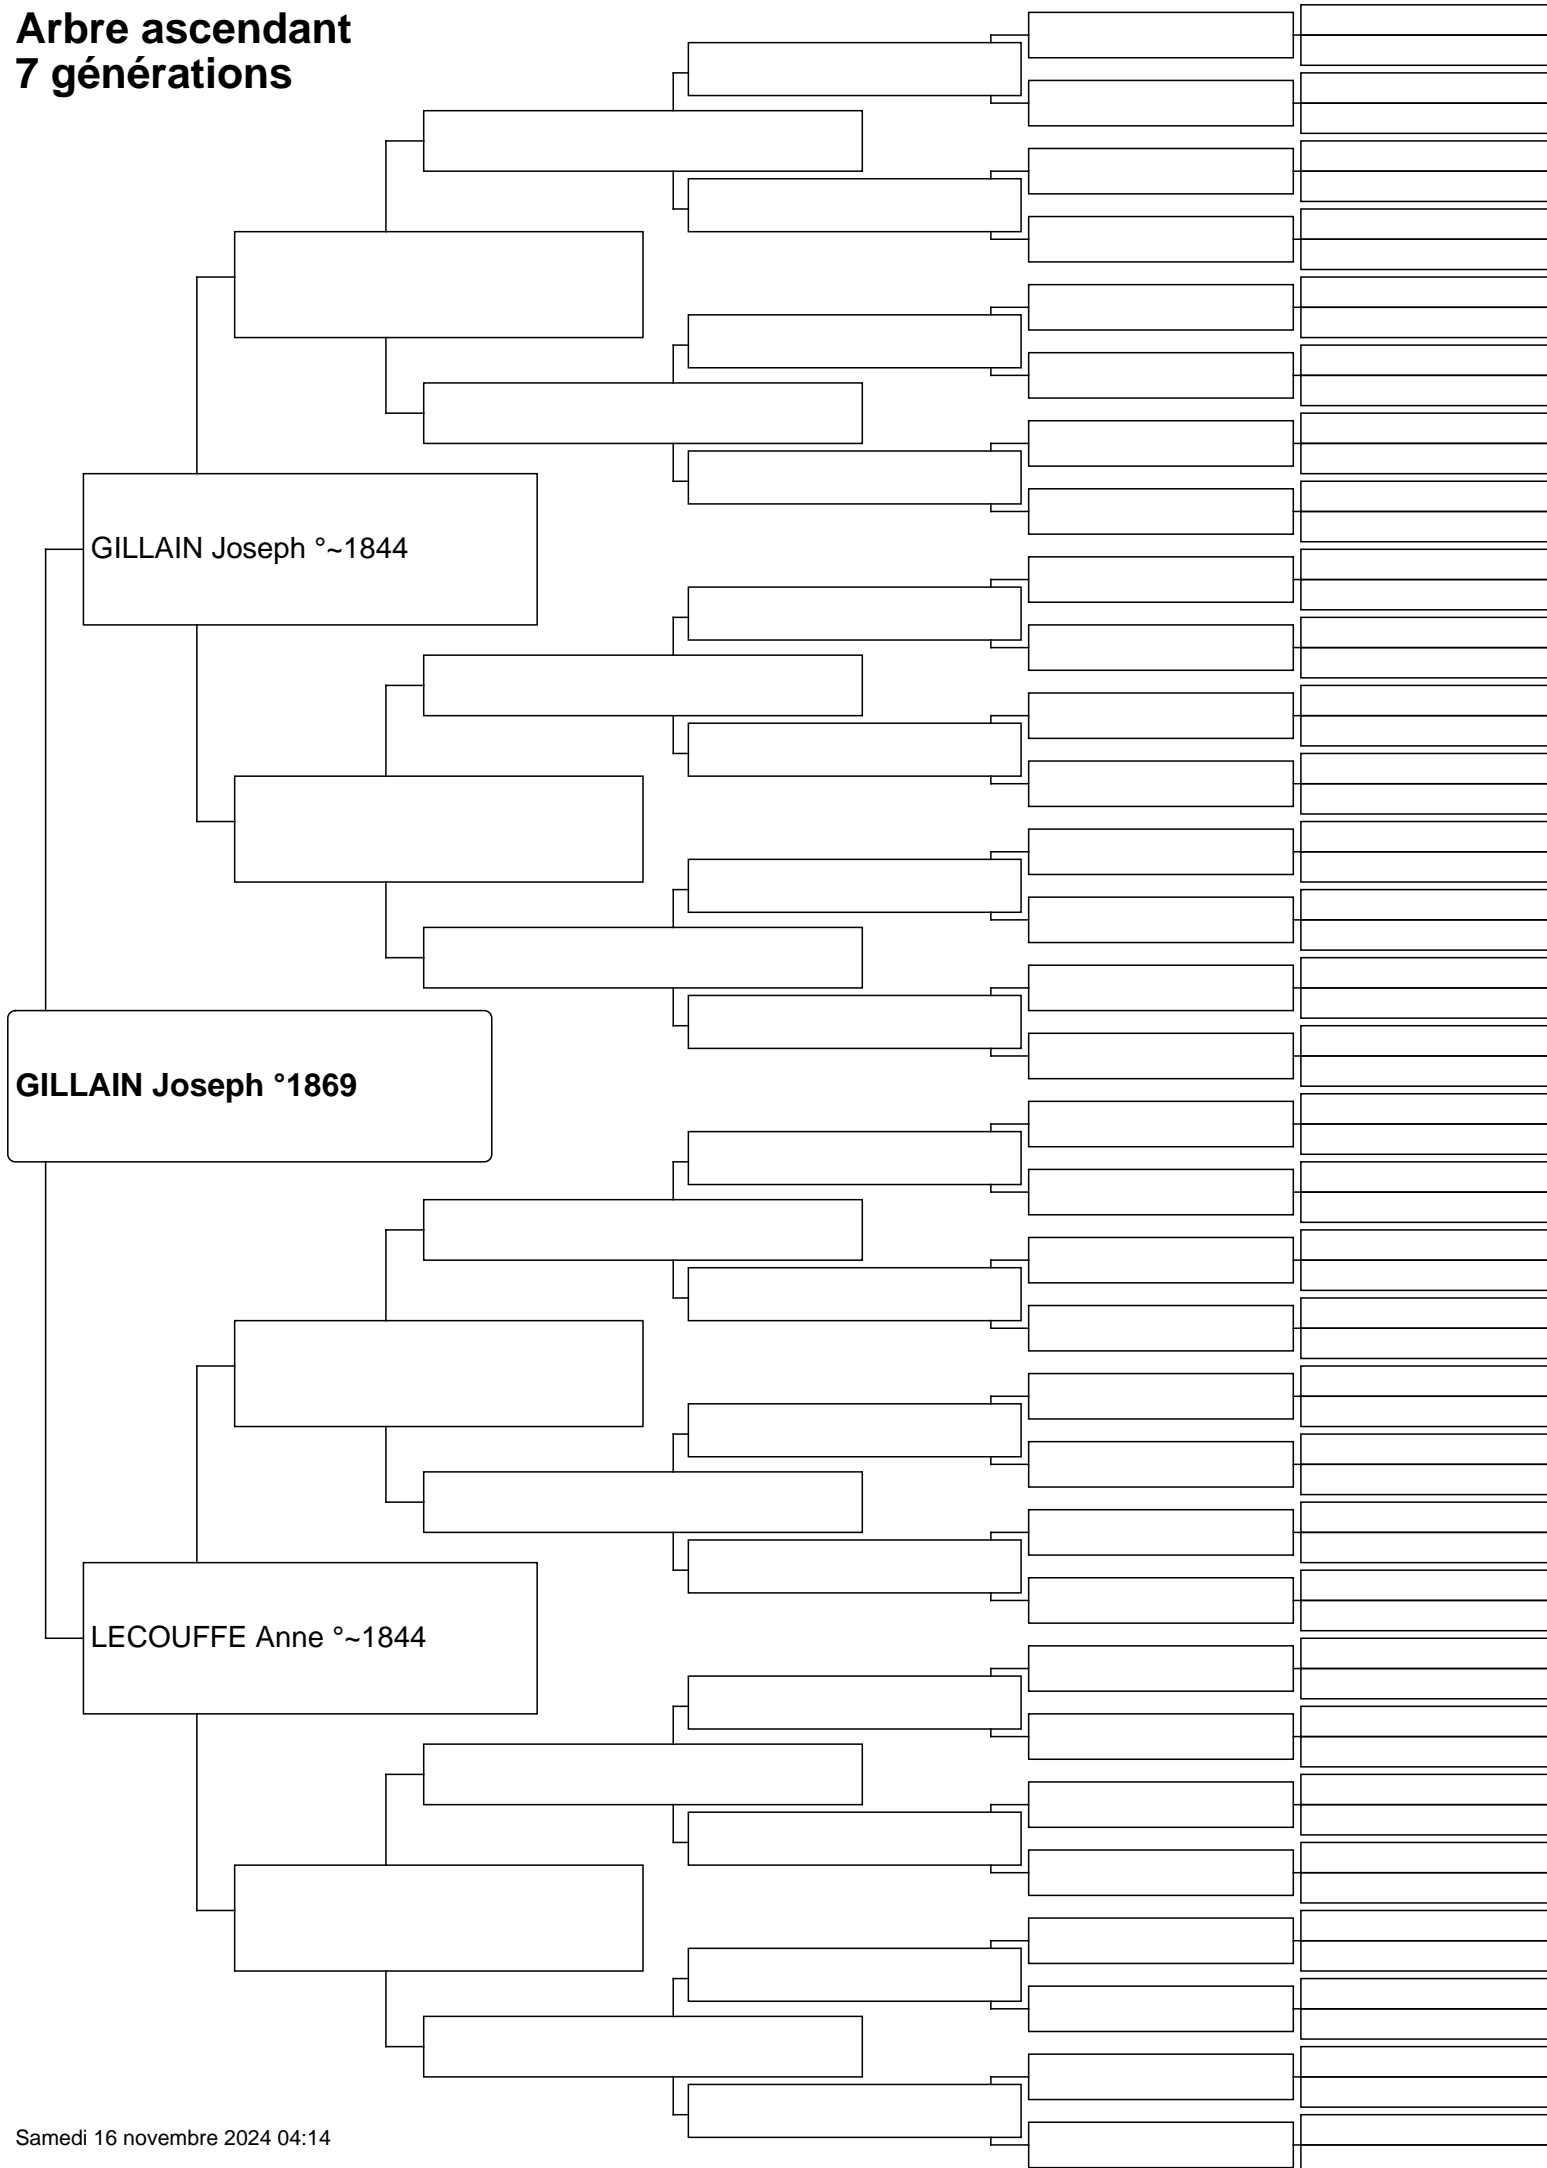 Arbre ascendant
7 générations
GILLAIN Joseph °~1844
GILLAIN Joseph °1869
LECOUFFE Anne °~1844
Samedi 16 novembre 2024 04:14